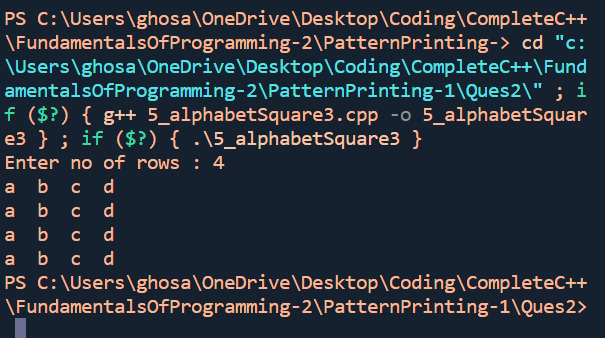 PS C:\Users\ghosa\OneDrive\Desktop\Coding\CompleteC++
\FundamentalsOfProgramming-2\PatternPrinting-> cd "c:
\Users\ghosa\OneDrive\Desktop\Coding\CompleteC++\Fund
amentalsOfProgramming-2\PatternPrinting-1\Ques2\" ; i
f ($?) { g++ 5_alphabetSquare3.cpp -o 5_alphabetSquar
e3 } ; if ($?) { .\5_alphabetSquare3 }
Enter no of rows : 4
a  b  c  d
a  b  c  d
a  b  c  d
a  b  c  d
PS C:\Users\ghosa\OneDrive\Desktop\Coding\CompleteC++
\FundamentalsOfProgramming-2\PatternPrinting-1\Ques2>